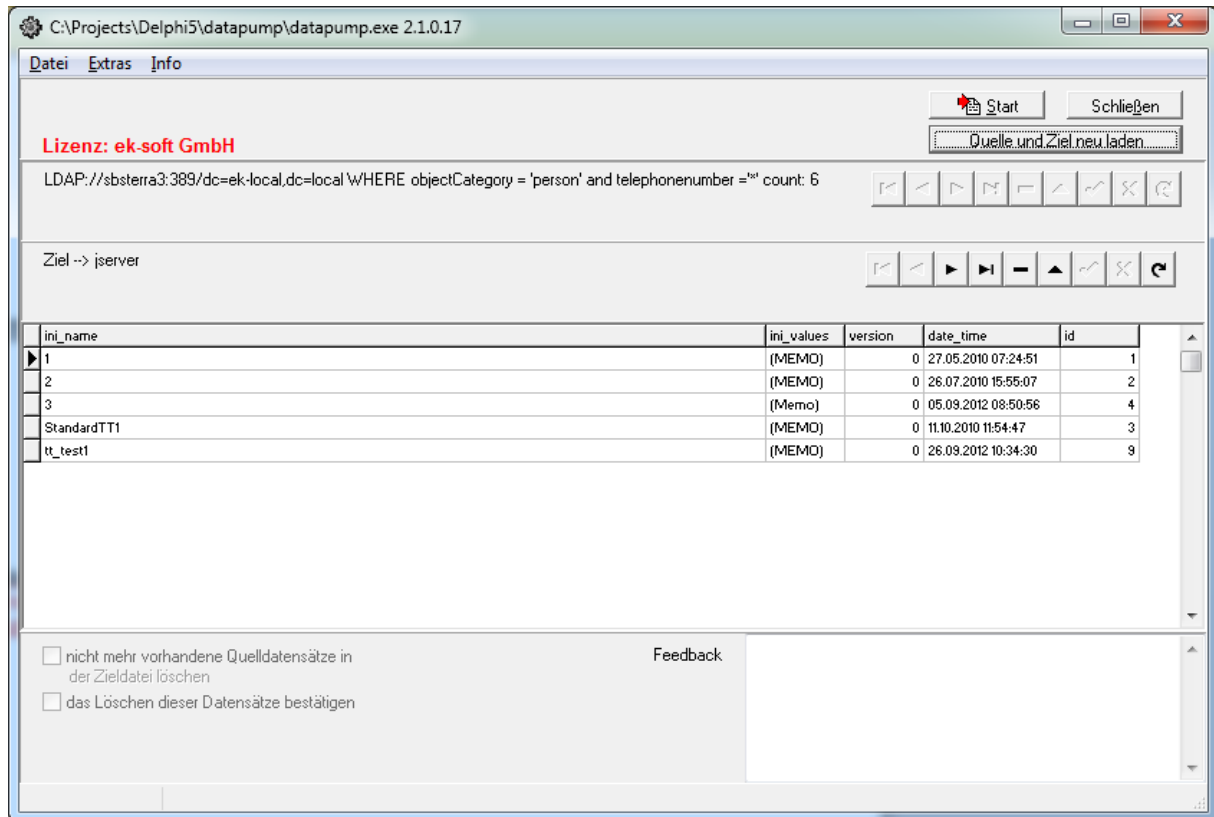 C:\Projects\Delphi5\datapump\datapump.exe 2.1.0.17
Datei Extras Info
Start Schließen
Lizenz: ek-soft GmbH
Quelle und Ziel neu laden
LDAP://sbsterra3:389/dc=ek-local,dc=local WHERE objectCategory = 'person' and telephonenumber ='*' count: 6
Ziel --> jserver
ini_name ini_values version date_time id
1 (MEMO) 0 27.05.2010 07:24:51 1
2 (MEMO) 0 26.07.2010 15:55:07 2
3 (Memo) 0 05.09.2012 08:50:56 4
StandardTT1 (MEMO) 0 11.10.2010 11:54:47 3
tt_test1 (MEMO) 0 26.09.2012 10:34:30 9
nicht mehr vorhandene Quelldatensätze in Feedback
der Zieldatei löschen
das Löschen dieser Datensätze bestätigen